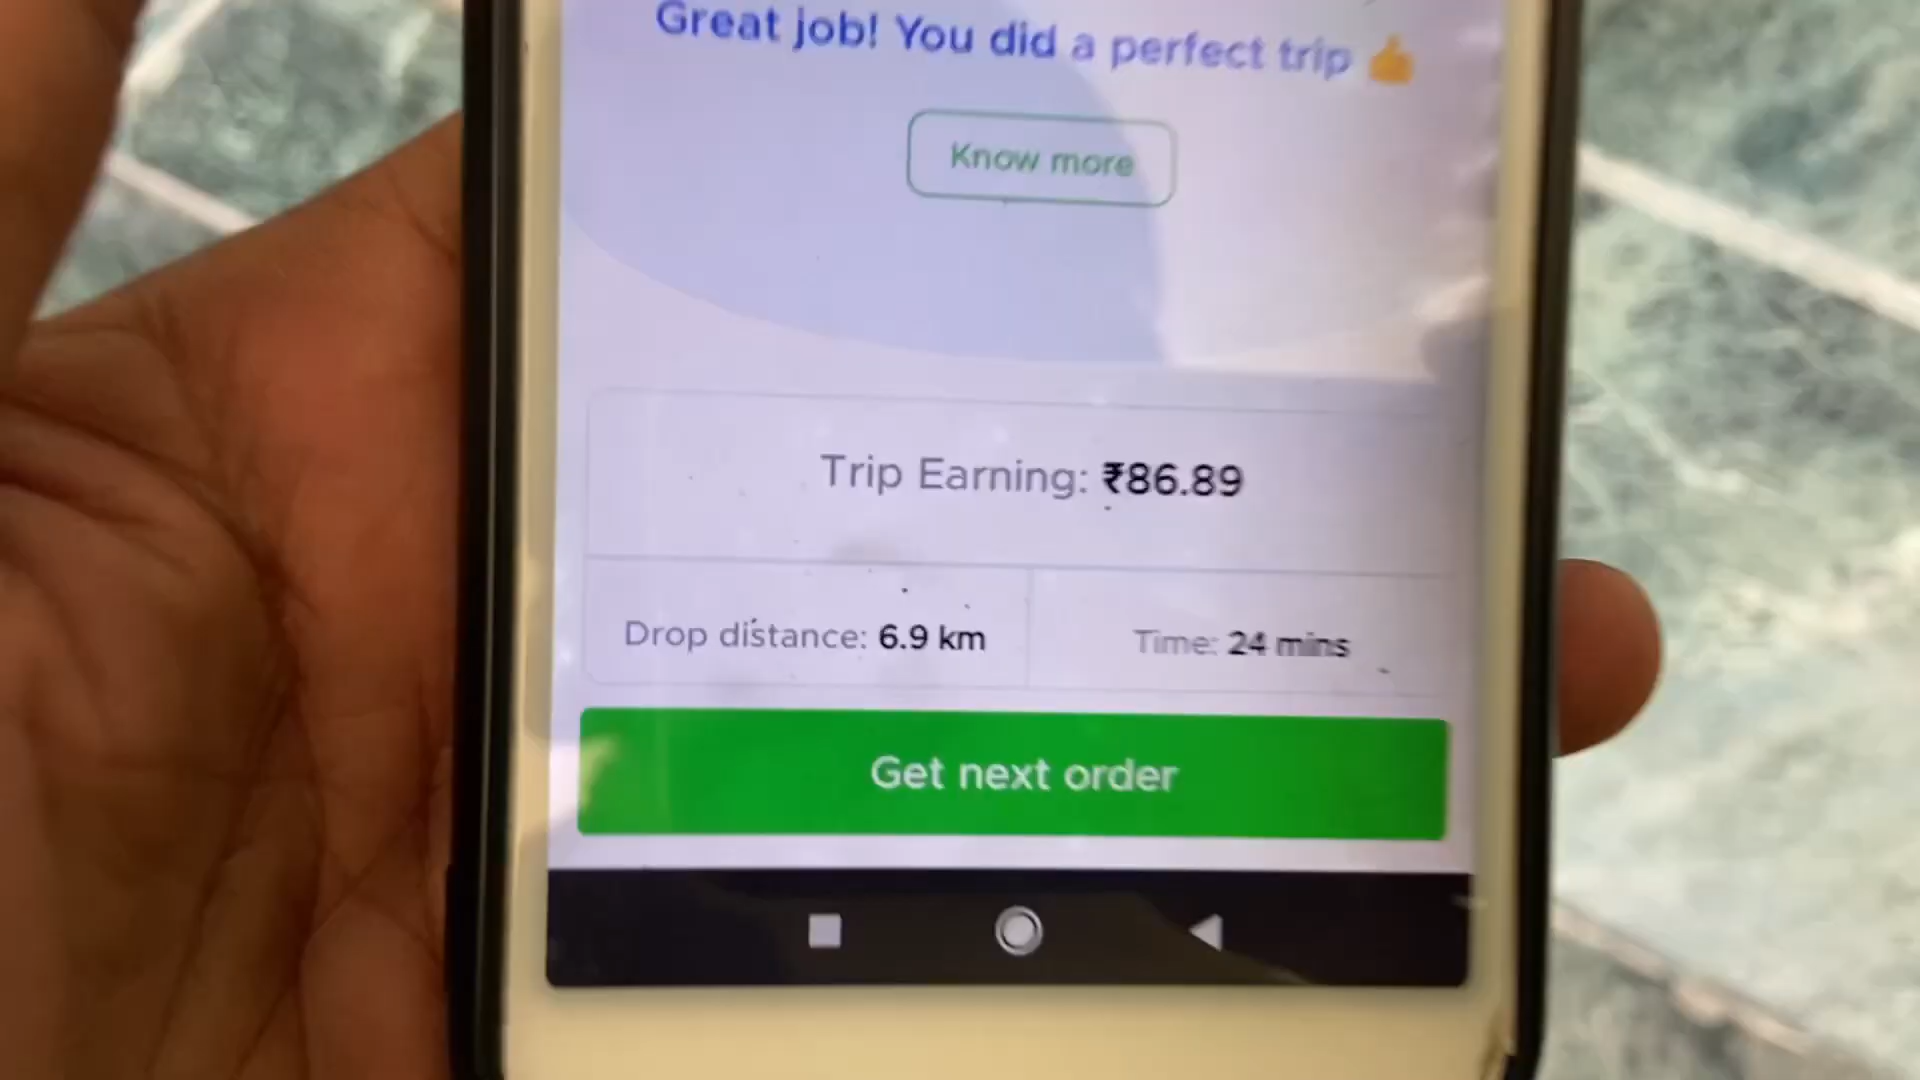 Great job! You did a perfect trip 👍
Know more
Trip Earning: ₹86.89
Drop distance: 6.9 km
Time: 24 mins
Get next order